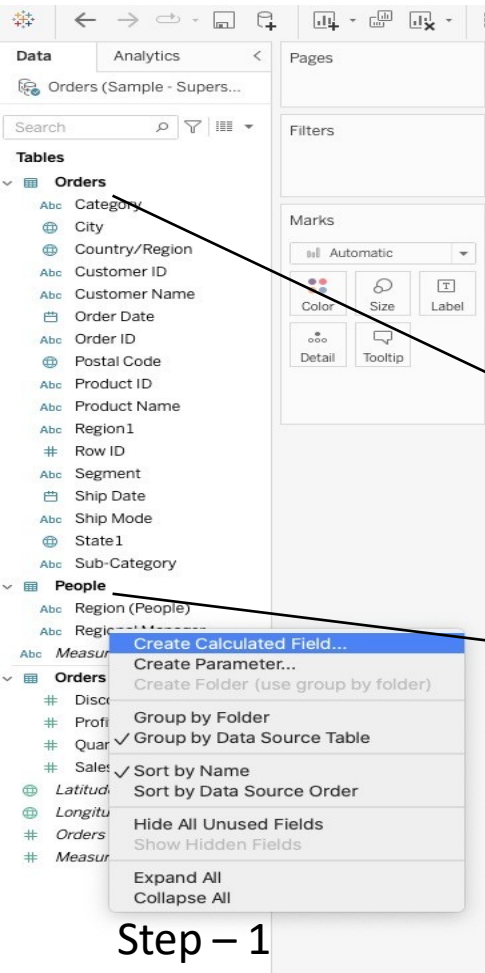 Data Analytics <
Orders (Sample - Supers...
Search
Tables
Orders
Abc Category
City
Country/Region
Abc Customer ID
Abc Customer Name
Order Date
Abc Order ID
Postal Code
Abc Product ID
Abc Product Name
Abc Region1
# Row ID
Abc Segment
Ship Date
Abc Ship Mode
State1
Abc Sub-Category
People
Abc Region (People)
Abc
Abc
Orders
#
#
#
# Sales
# Orders
#
Create Calculated Field...
Create Parameter...
Create Folder (use group by folder)
Group by Folder
✓ Group by Data Source Table
✓ Sort by Name
Sort by Data Source Order
Hide All Unused Fields
Show Hidden Fields
Expand All
Collapse All
Pages
Filters
Marks
Automatic
Color Size Label
Detail Tooltip
Step – 1